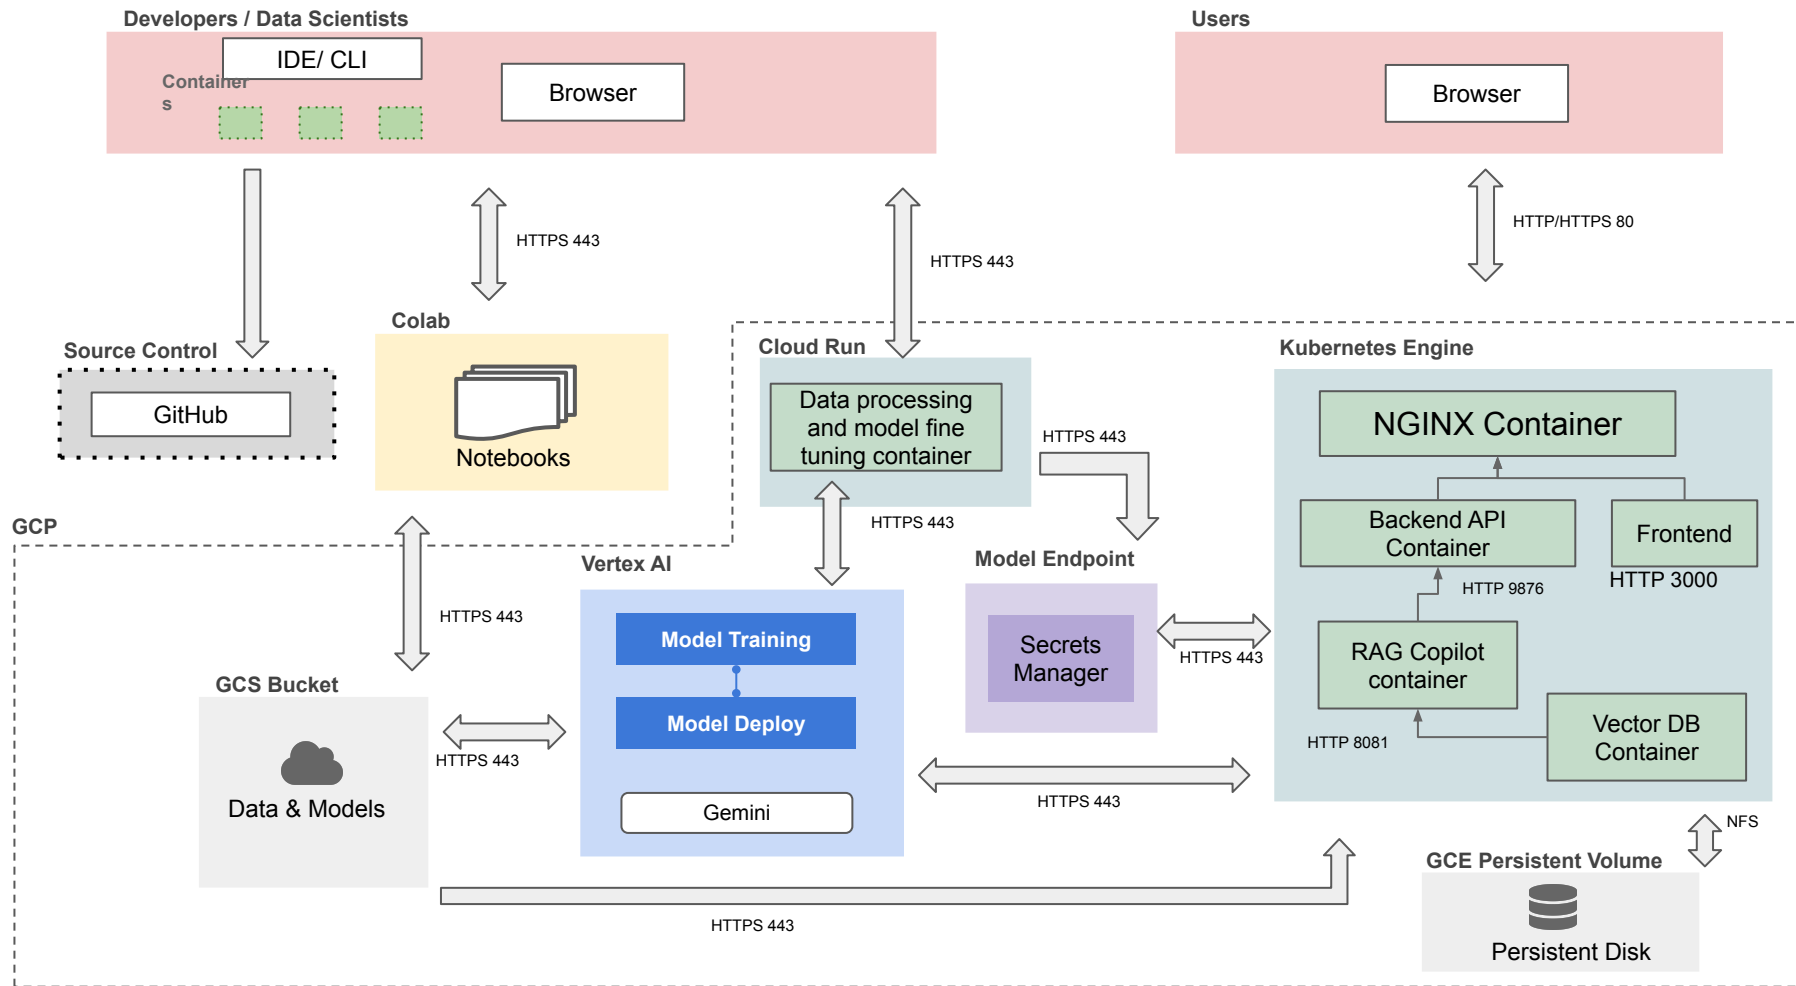 Developers / Data Scientists
IDE/ CLI
Container
s
Browser
Users
Browser
HTTPS 443
HTTPS 443
HTTP/HTTPS 80
Source Control
GitHub
Colab
Notebooks
Cloud Run
Data processing
and model fine
tuning container
HTTPS 443
HTTPS 443
Kubernetes Engine
NGINX Container
Backend API
Container
Frontend
HTTP 3000
HTTP 9876
RAG Copilot
container
HTTP 8081
Vector DB
Container
GCP
HTTPS 443
Vertex AI
Model Training
Model Deploy
Gemini
Model Endpoint
Secrets
Manager
HTTPS 443
GCS Bucket
Data & Models
HTTPS 443
HTTPS 443
HTTPS 443
NFS
GCE Persistent Volume
Persistent Disk